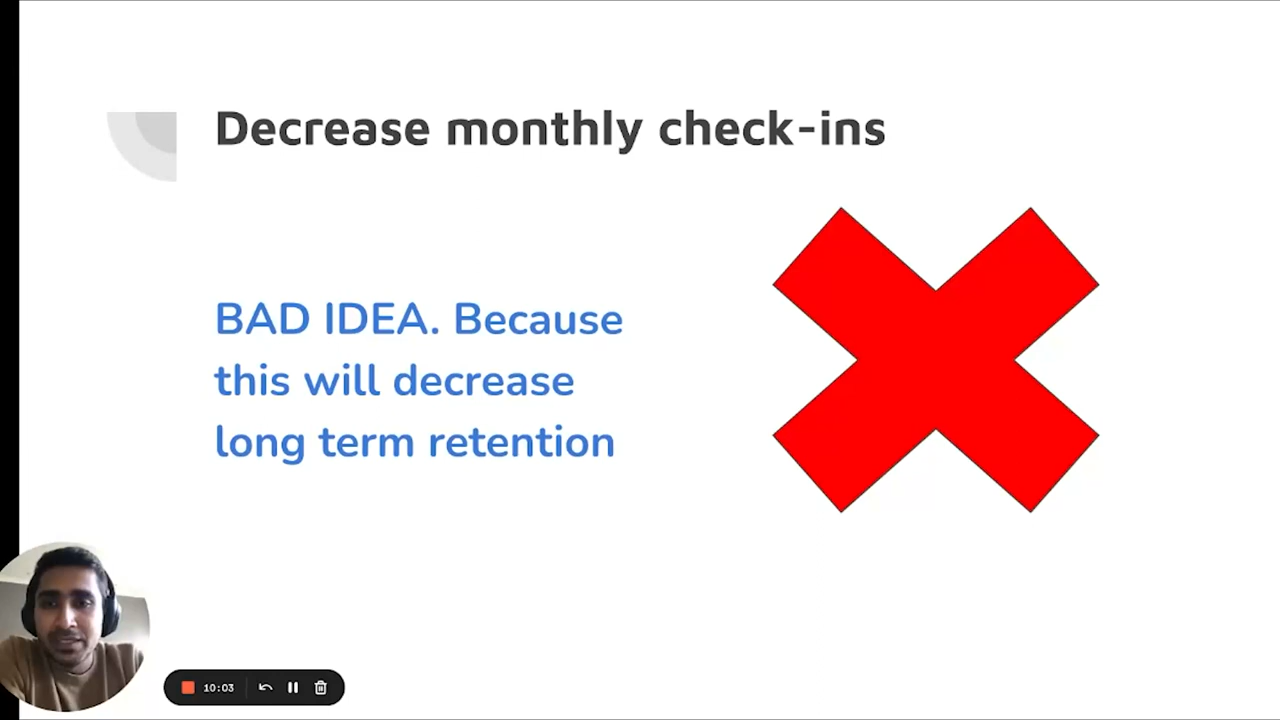 Decrease monthly check-ins
BAD IDEA. Because
this will decrease
long term retention
10:03